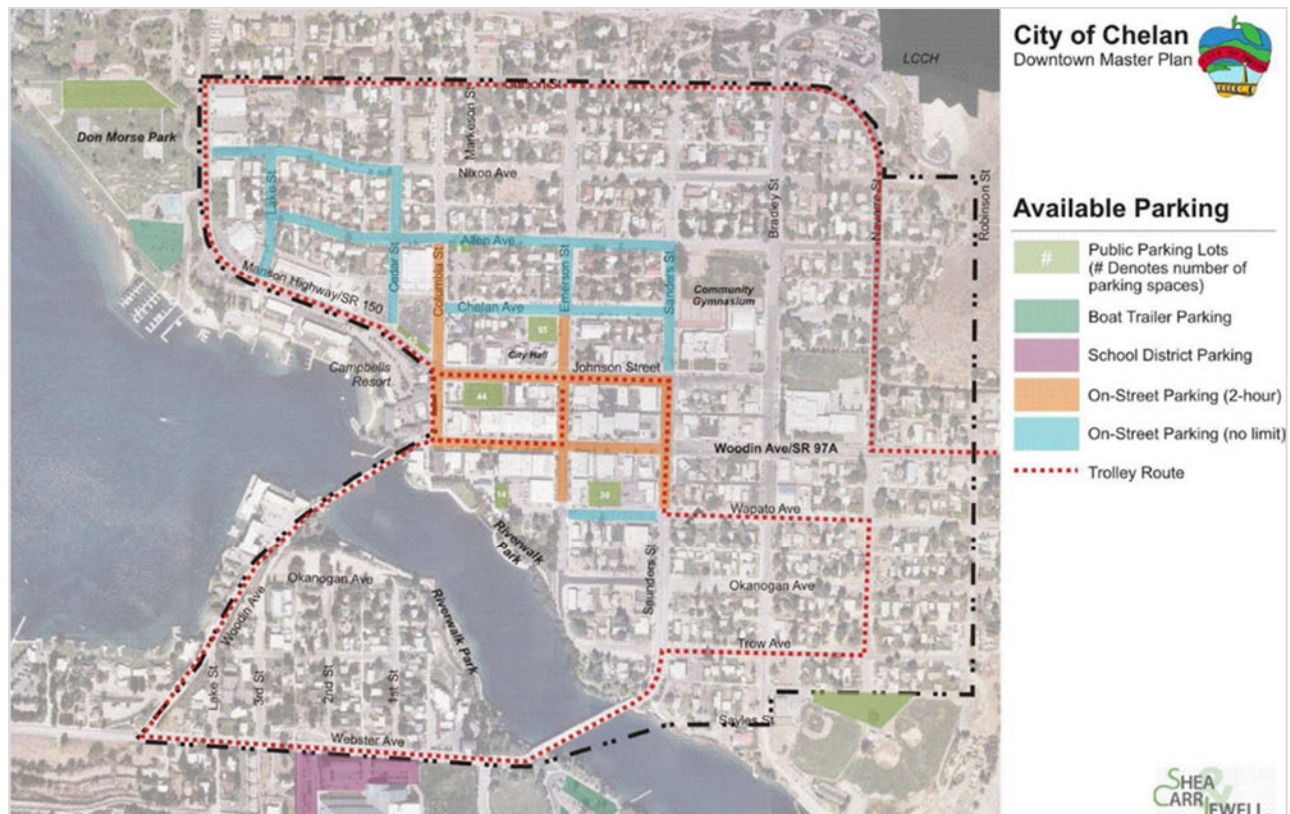 City of Chelan
Downtown Master Plan
LCCH
Don Morse Park
Markeson St
Nixon Ave
Lake St
Bradley St
Navarre St
Robinson St
Allen Ave
Manson Highway/SR 150
Cedar St
Columbia St
Emerson St
Sanders St
Community
Gymnasium
Chelan Ave
City Hall
Johnson Street
Campbells
Resort
44
Woodin Ave/SR 97A
14
Wapato Ave
Riverwalk
Park
Okanogan Ave
Woodin Ave
Riverwalk Park
Saunders St
Okanogan Ave
Trow Ave
Lake St
3rd St
2nd St
1st St
Sayles St
Webster Ave
Available Parking
#
Public Parking Lots
(# Denotes number of
parking spaces)
Boat Trailer Parking
School District Parking
On-Street Parking (2-hour)
On-Street Parking (no limit)
Trolley Route
SHEA
CARR
JEWELL